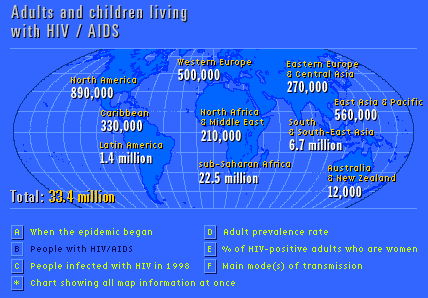 Adults and children living
with HIV / AIDS
Western Europe
500,000
Eastern Europe
& Central Asia
270,000
North America
890,000
East Asia & Pacific
560,000
Caribbean
330,000
North Africa
& Middle East
210,000
South
& South-East Asia
6.7 million
Latin America
1.4 million
sub-Saharan Africa
22.5 million
Australia
& New Zealand
12,000
Total: 33.4 million
A When the epidemic began
D Adult prevalence rate
B People with HIV/AIDS
E % of HIV-positive adults who are women
C People infected with HIV in 1998
F Main mode(s) of transmission
* Chart showing all map information at once